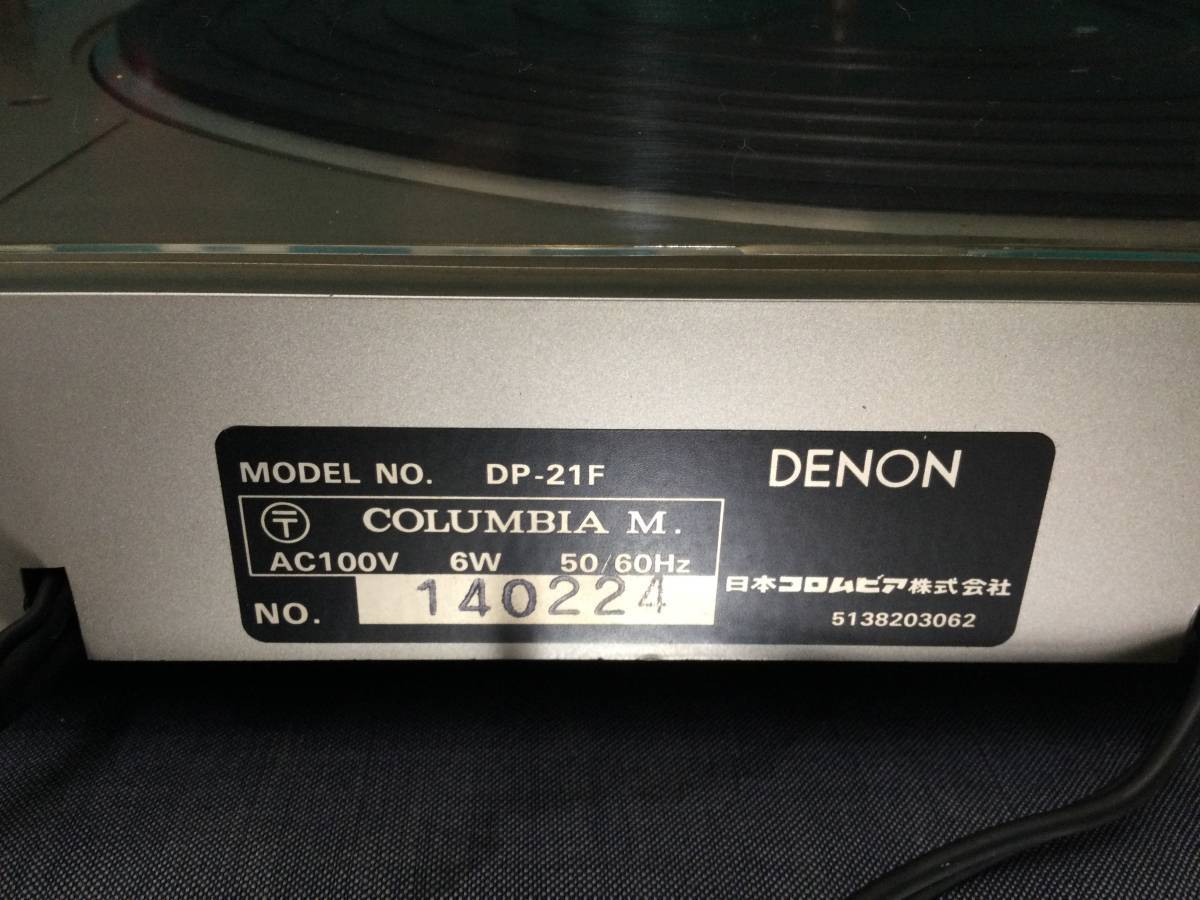 MODEL NO. DP-21F
DENON
〒 COLUMBIA M.
AC100V 6W 50/60Hz
NO. 140224
日本コロムビア株式会社
5138203062